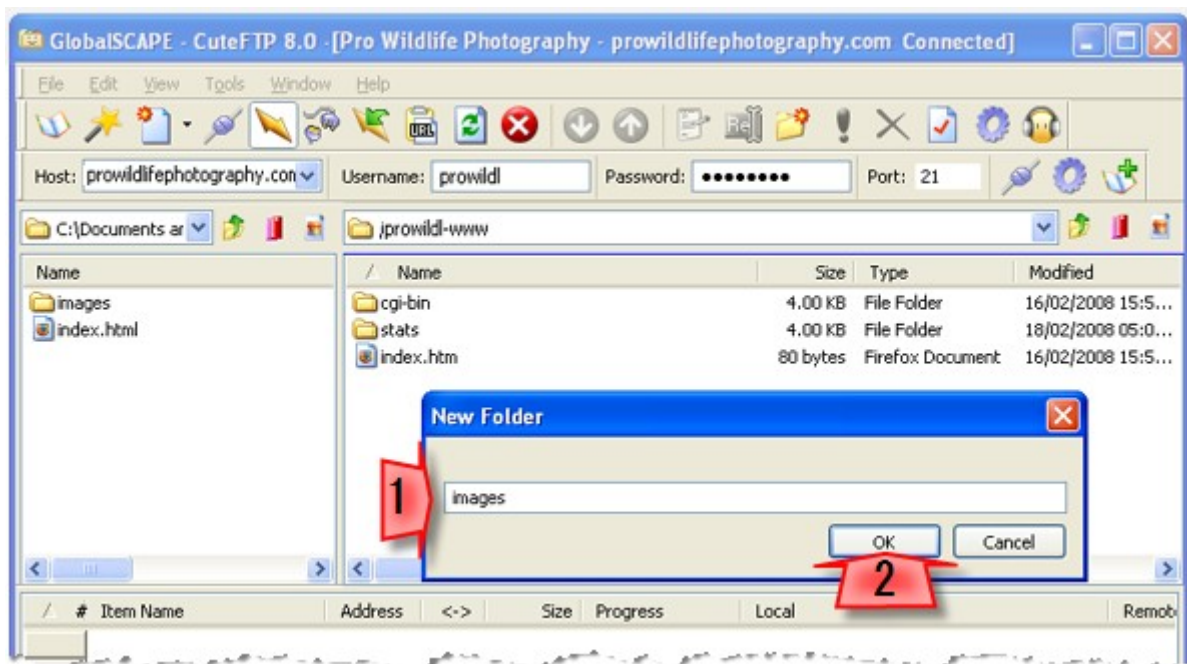 GlobalSCAPE - CuteFTP 8.0 -[Pro Wildlife Photography - prowildlifephotography.com Connected]
File Edit View Tools Window Help
URL
Host: prowildlifephotography.con Username: prowildl Password: ●●●●●●●● Port: 21
C:\Documents ar /prowildl-www
Name / Name Size Type Modified
images cgi-bin 4.00 KB File Folder 16/02/2008 15:5...
index.html stats 4.00 KB File Folder 18/02/2008 05:0...
index.htm 80 bytes Firefox Document 16/02/2008 15:5...
New Folder
1
images
OK Cancel
2
/ # Item Name Address <-> Size Progress Local Remot